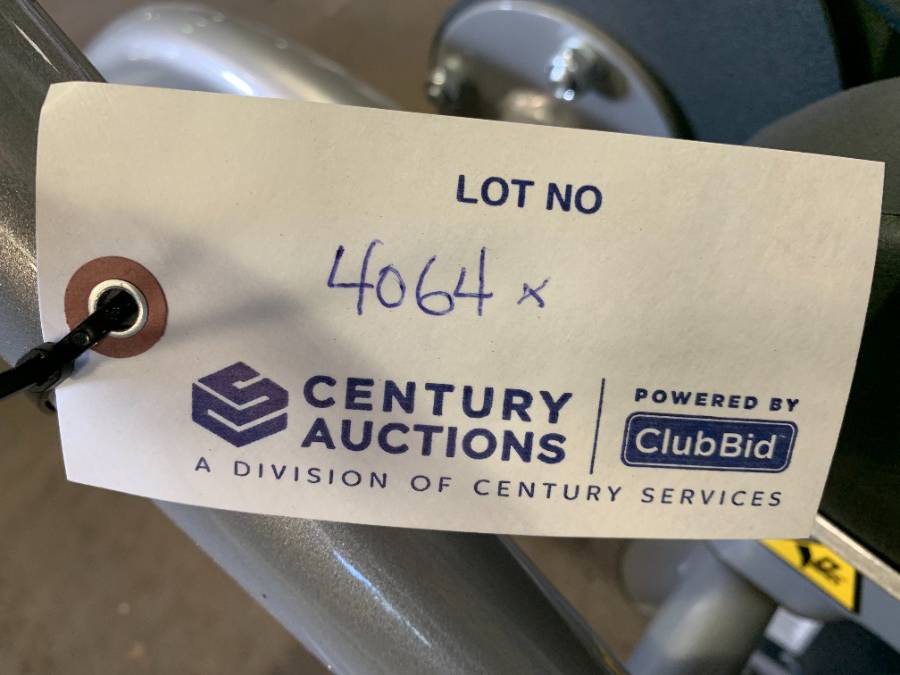 LOT NO
4064 x
CENTURY
AUCTIONS
POWERED BY
ClubBid
A DIVISION OF CENTURY SERVICES